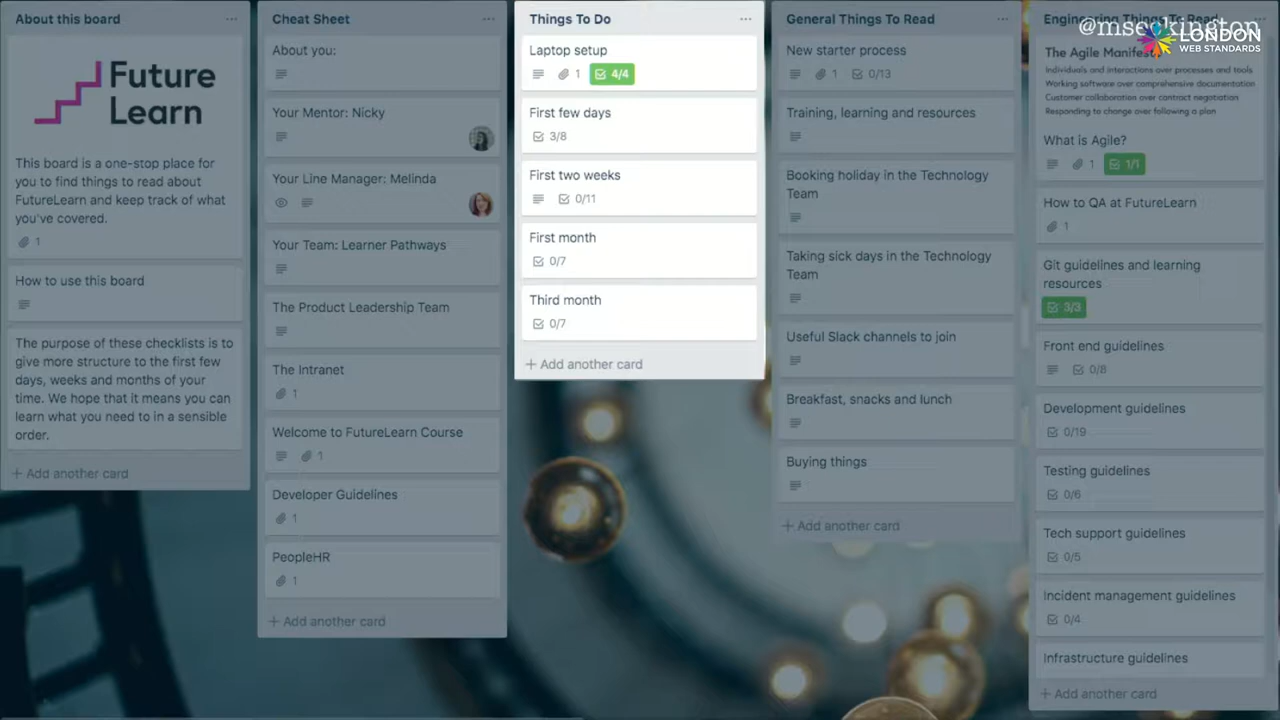 About this board
Future
Learn
This board is a one-stop place for
you to find things to read about
FutureLearn and keep track of what
you've covered.
1
How to use this board
The purpose of these checklists is to
give more structure to the first few
days, weeks and months of your
time. We hope that it means you can
learn what you need to in a sensible
order.
+ Add another card
Cheat Sheet
About you:
Your Mentor: Nicky
Your Line Manager: Melinda
Your Team: Learner Pathways
The Product Leadership Team
The Intranet
1
Welcome to FutureLearn Course
1
Developer Guidelines
1
PeopleHR
1
+ Add another card
Things To Do
Laptop setup
1 4/4
First few days
3/8
First two weeks
0/11
First month
0/7
Third month
0/7
+ Add another card
General Things To Read
New starter process
1 0/13
Training, learning and resources
Booking holiday in the Technology
Team
Taking sick days in the Technology
Team
Useful Slack channels to join
Breakfast, snacks and lunch
Buying things
+ Add another card
Engineering Things To Read
@mseckington
LONDON
WEB STANDARDS
The Agile Manifest
Individuals and interactions over processes and tools
Working software over comprehensive documentation
Customer collaboration over contract negotiation
Responding to change over following a plan
What is Agile?
1 1/1
How to QA at FutureLearn
1
Git guidelines and learning
resources
3/3
Front end guidelines
0/8
Development guidelines
0/19
Testing guidelines
0/6
Tech support guidelines
0/5
Incident management guidelines
0/4
Infrastructure guidelines
+ Add another card